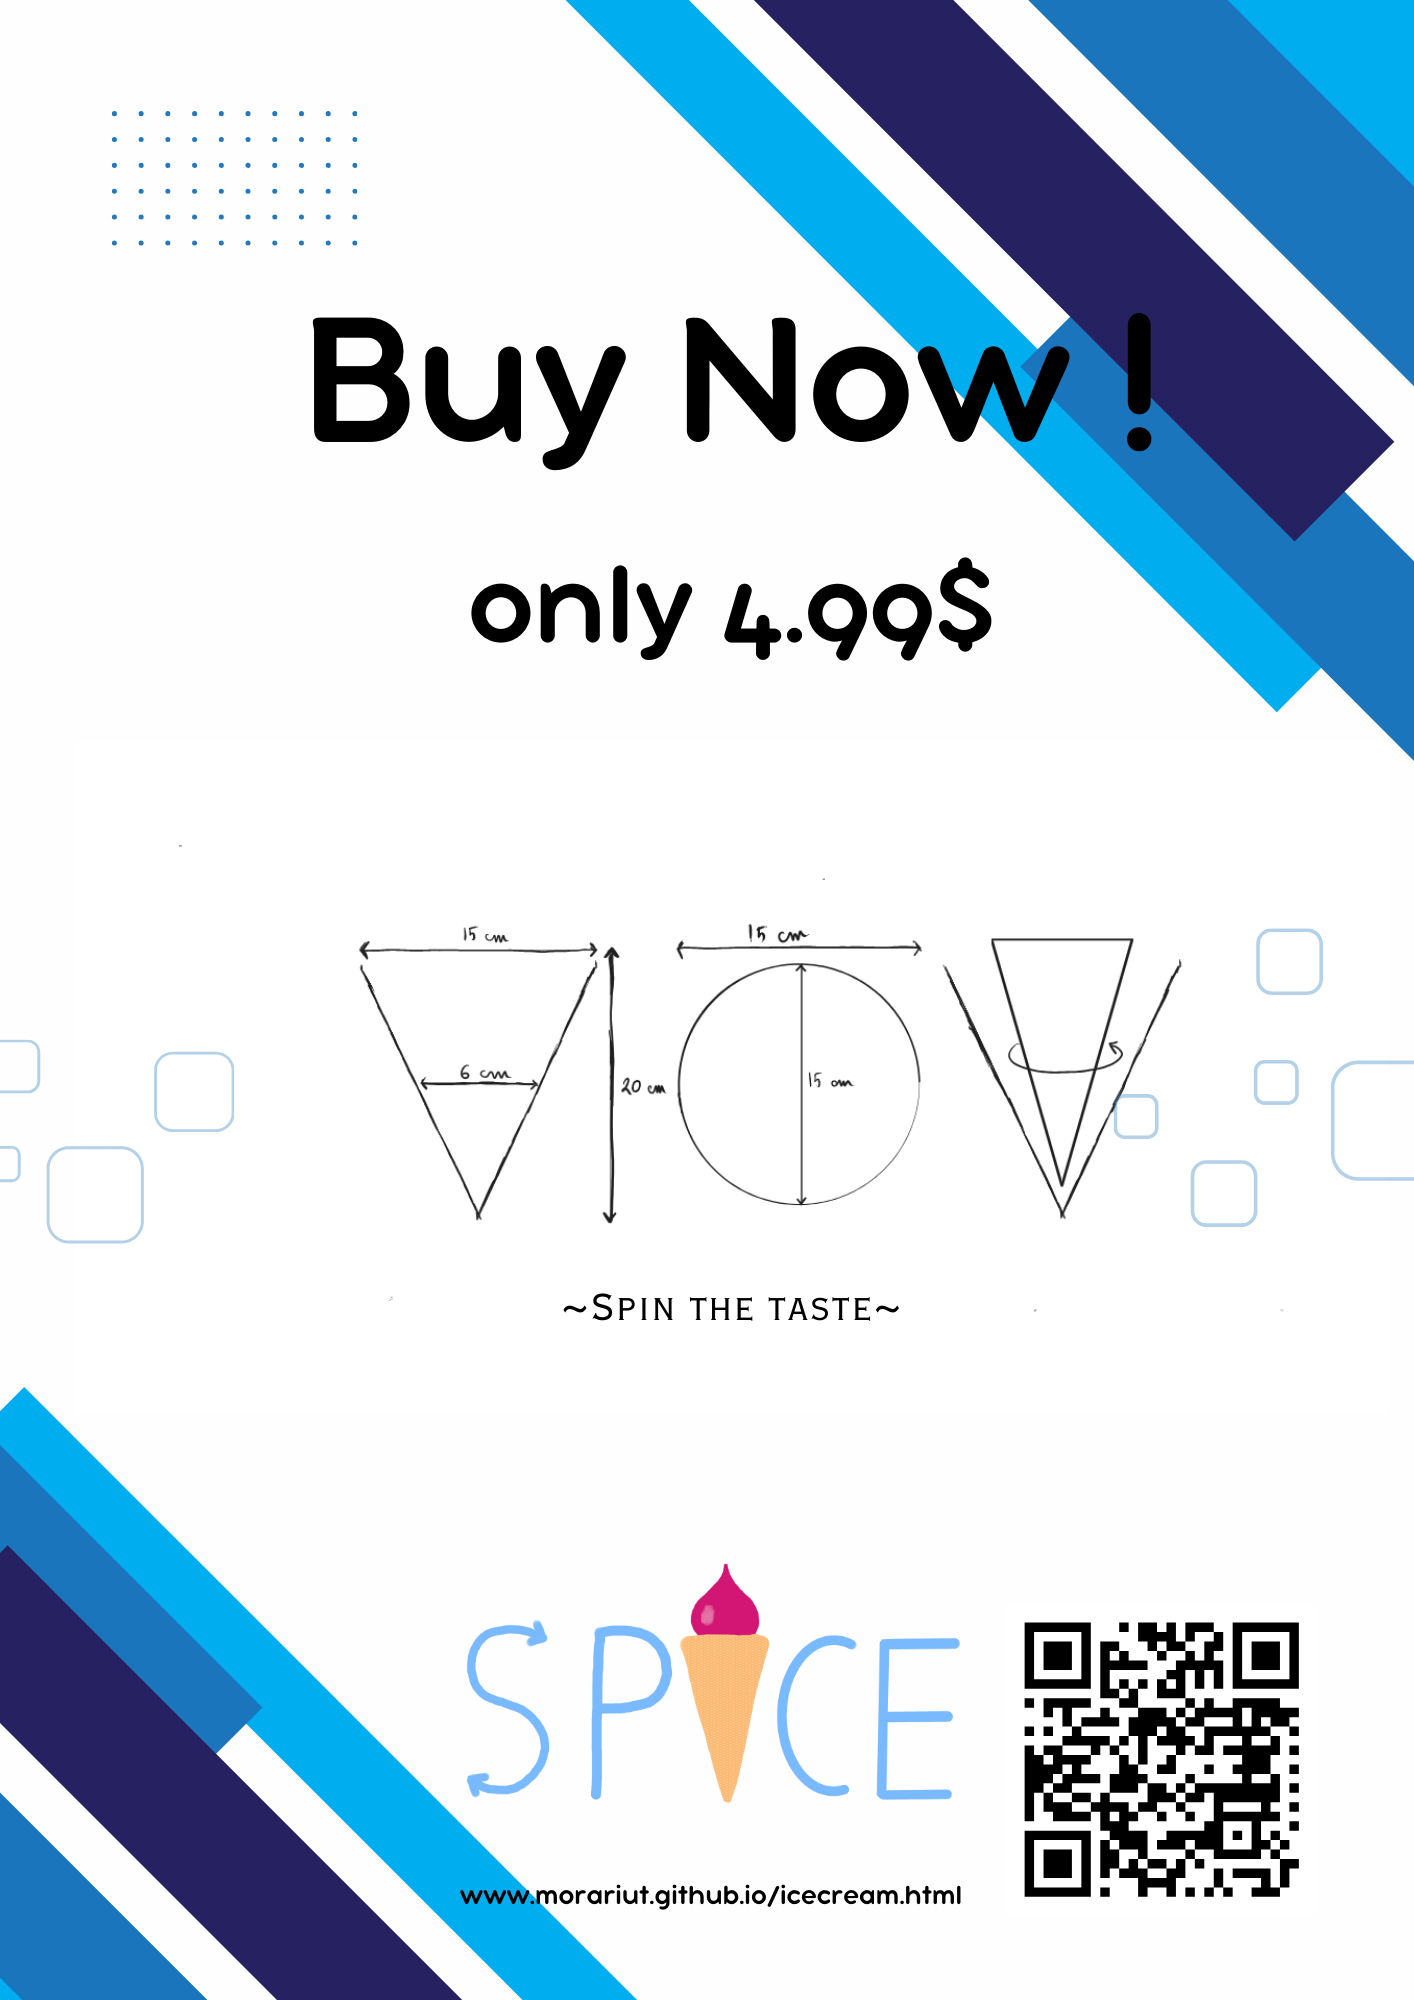 Buy Now !
only 4.99$
15 cm
15 cm
6 cm
20 cm
15 cm
~Spin the taste~
SPICE
www.morariut.github.io/icecream.html